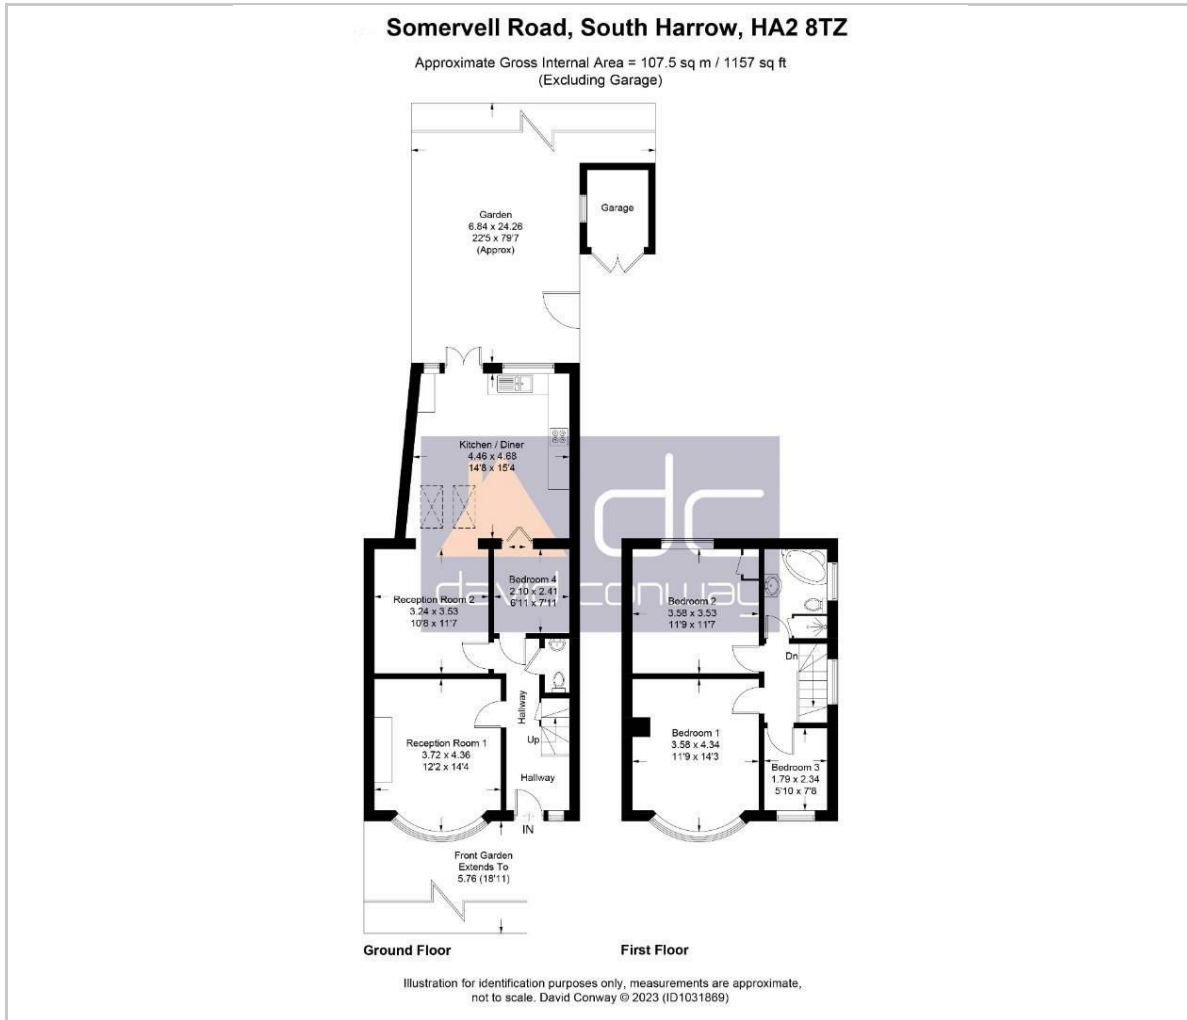 Somervell Road, South Harrow, HA2 8TZ
Approximate Gross Internal Area = 107.5 sq m / 1157 sq ft
(Excluding Garage)
Garage
Garden
6.84 x 24.26
22'5 x 79'7
(Approx)
Kitchen / Diner
4.46 x 4.68
14'8 x 15'4
dc
david conway
Bedroom 4
2.10 x 2.41
6'11 x 7'11
Reception Room 2
3.24 x 3.53
10'8 x 11'7
Bedroom 2
3.58 x 3.53
11'9 x 11'7
Dn
Hallway
Up
Reception Room 1
3.72 x 4.36
12'2 x 14'4
Hallway
Bedroom 1
3.58 x 4.34
11'9 x 14'3
Bedroom 3
1.79 x 2.34
5'10 x 7'8
IN
Front Garden
Extends To
5.76 (18'11)
Ground Floor
First Floor
Illustration for identification purposes only, measurements are approximate,
not to scale. David Conway © 2023 (ID1031869)